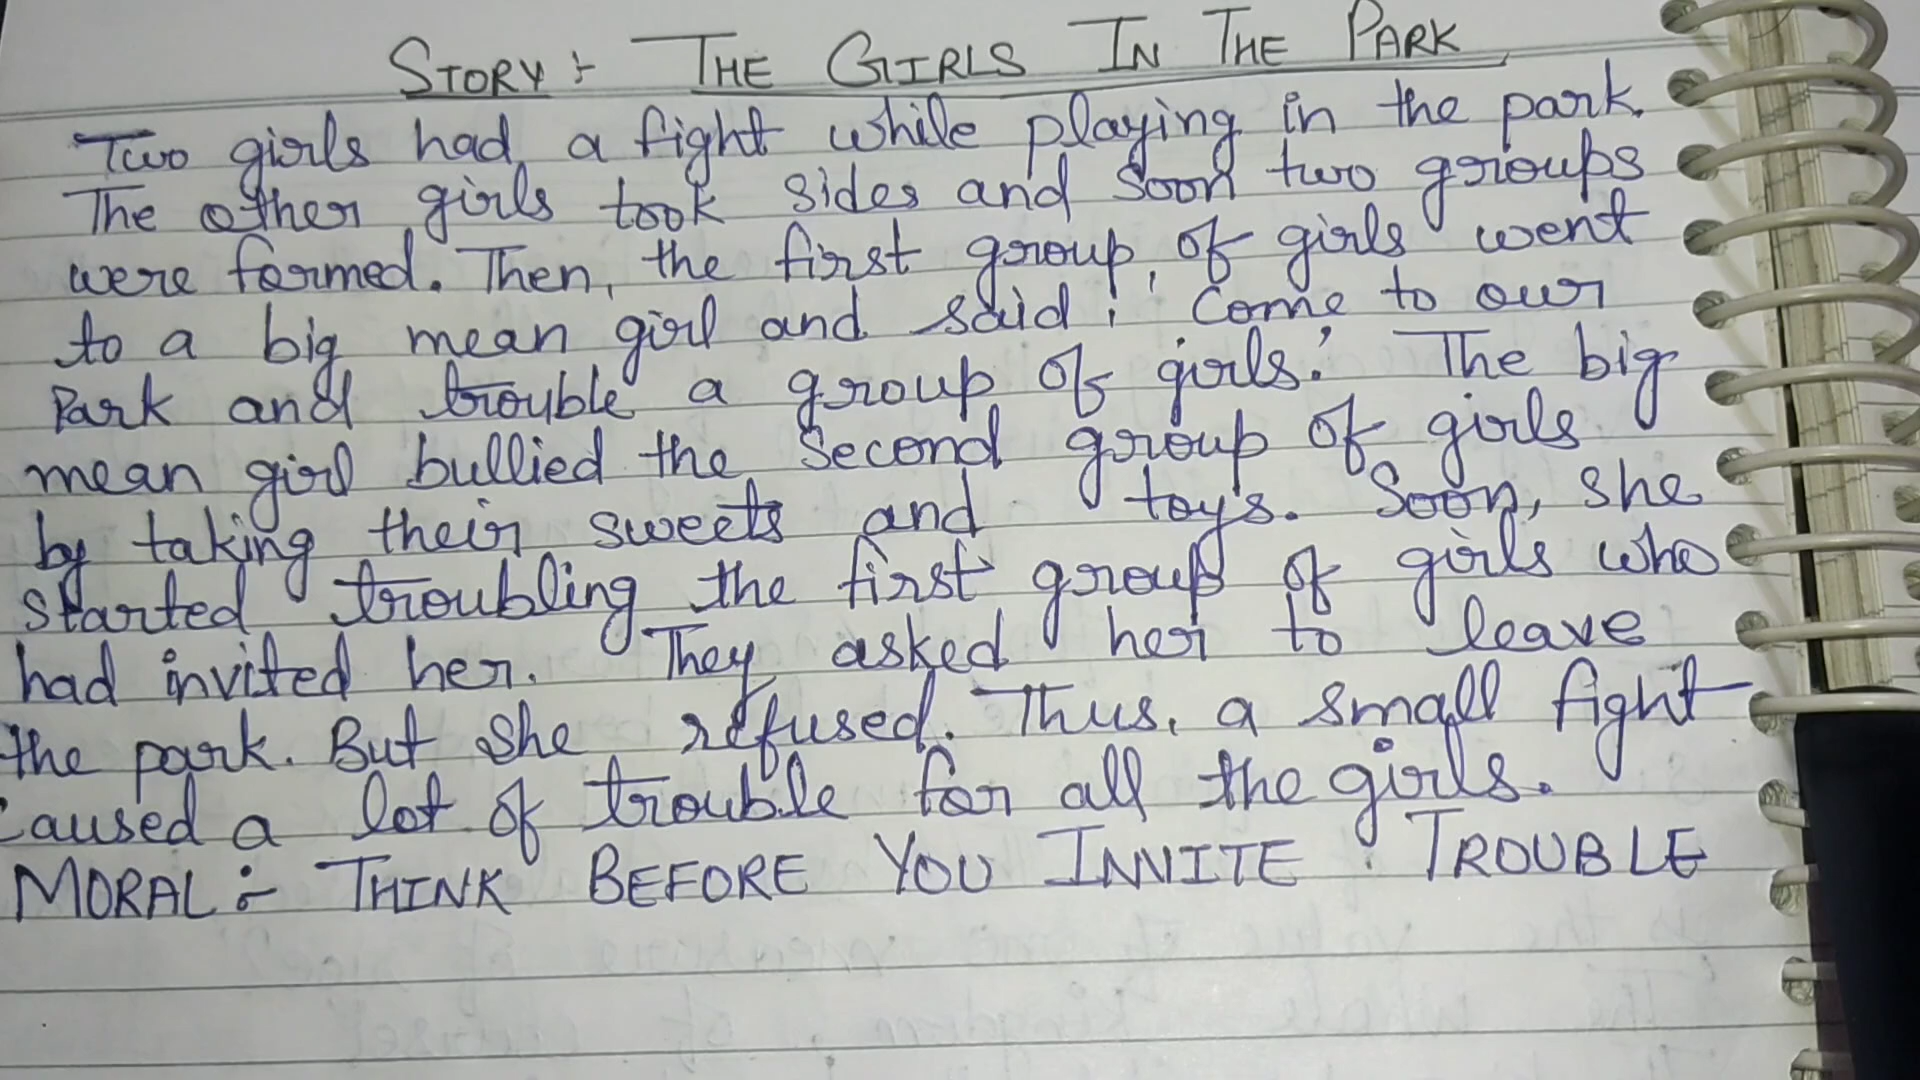 STORY :- THE GIRLS IN THE PARK
Two girls had a fight while playing in the park.
The other girls took sides and soon two groups
were formed. Then, the first group of girls went
to a big mean girl and said: 'Come to our
Park and trouble a group of girls.' The big
mean girl bullied the second group of girls
by taking their sweets and toys. Soon, she
started troubling the first group of girls who
had invited her. They asked her to leave
the park. But she refused. Thus, a small fight
caused a lot of trouble for all the girls.
MORAL :- THINK BEFORE YOU INVITE TROUBLE